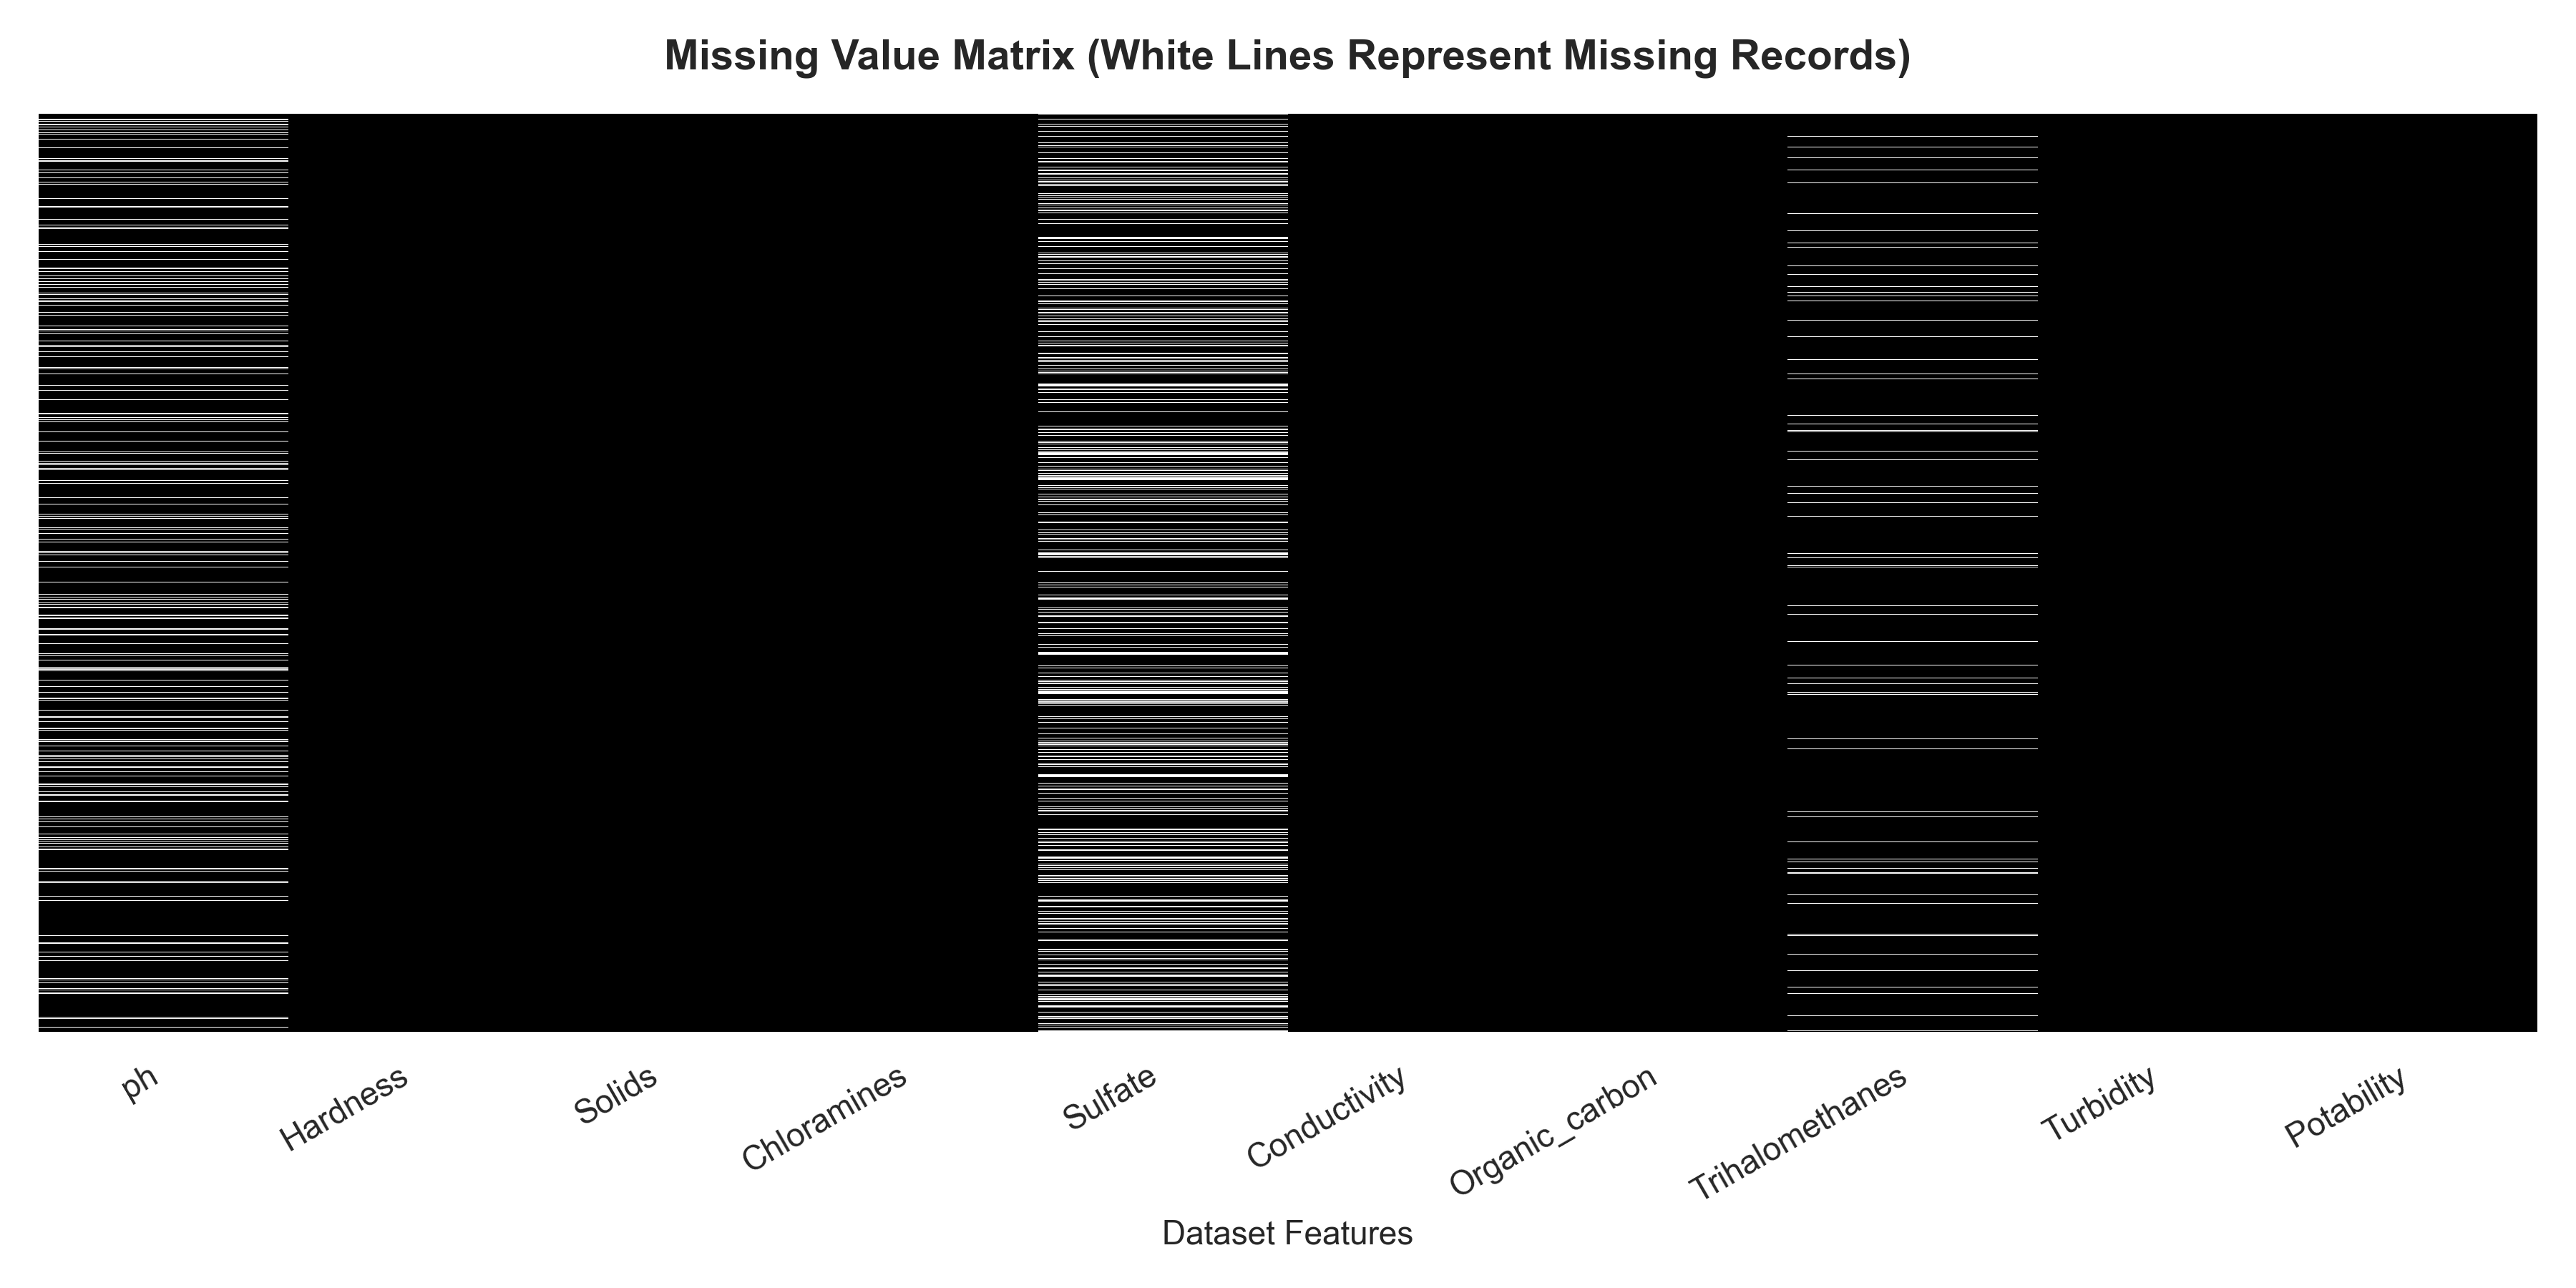 Missing Value Matrix (White Lines Represent Missing Records)
ph
Hardness
Solids
Chloramines
Sulfate
Conductivity
Organic_carbon
Trihalomethanes
Turbidity
Potability
Dataset Features